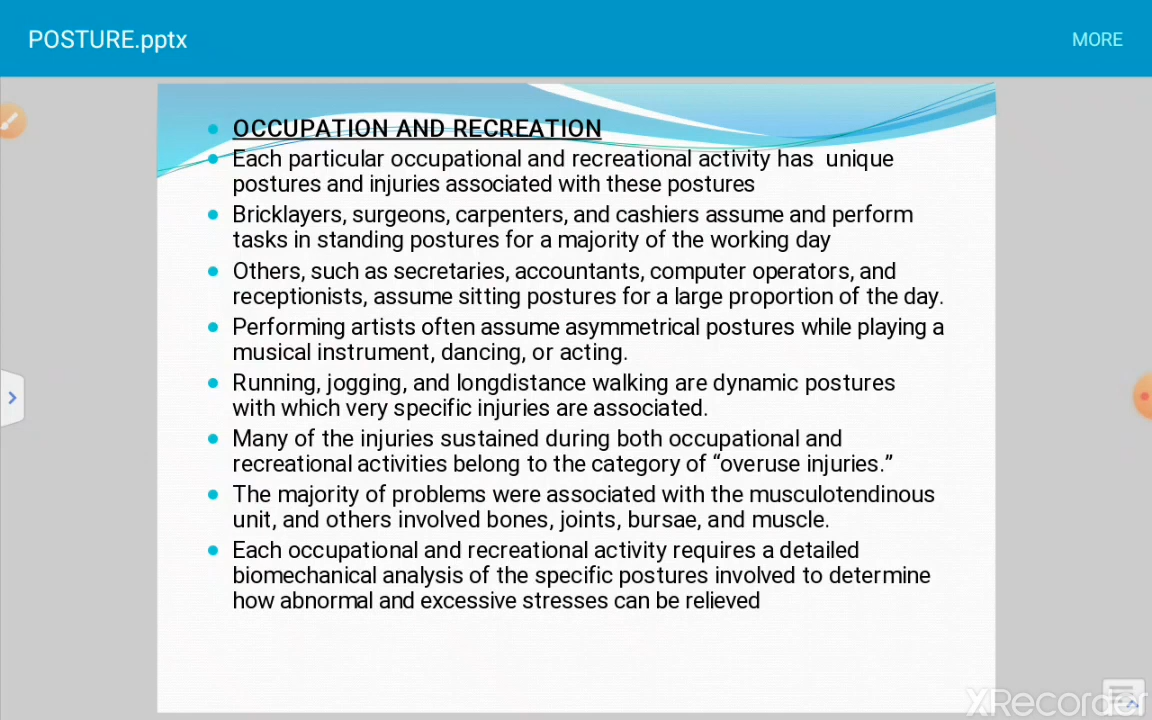 POSTURE.pptx
MORE
OCCUPATION AND RECREATION
Each particular occupational and recreational activity has  unique
postures and injuries associated with these postures
Bricklayers, surgeons, carpenters, and cashiers assume and perform
tasks in standing postures for a majority of the working day
Others, such as secretaries, accountants, computer operators, and
receptionists, assume sitting postures for a large proportion of the day.
Performing artists often assume asymmetrical postures while playing a
musical instrument, dancing, or acting.
Running, jogging, and longdistance walking are dynamic postures
with which very specific injuries are associated.
Many of the injuries sustained during both occupational and
recreational activities belong to the category of “overuse injuries.”
The majority of problems were associated with the musculotendinous
unit, and others involved bones, joints, bursae, and muscle.
Each occupational and recreational activity requires a detailed
biomechanical analysis of the specific postures involved to determine
how abnormal and excessive stresses can be relieved
XRecorder